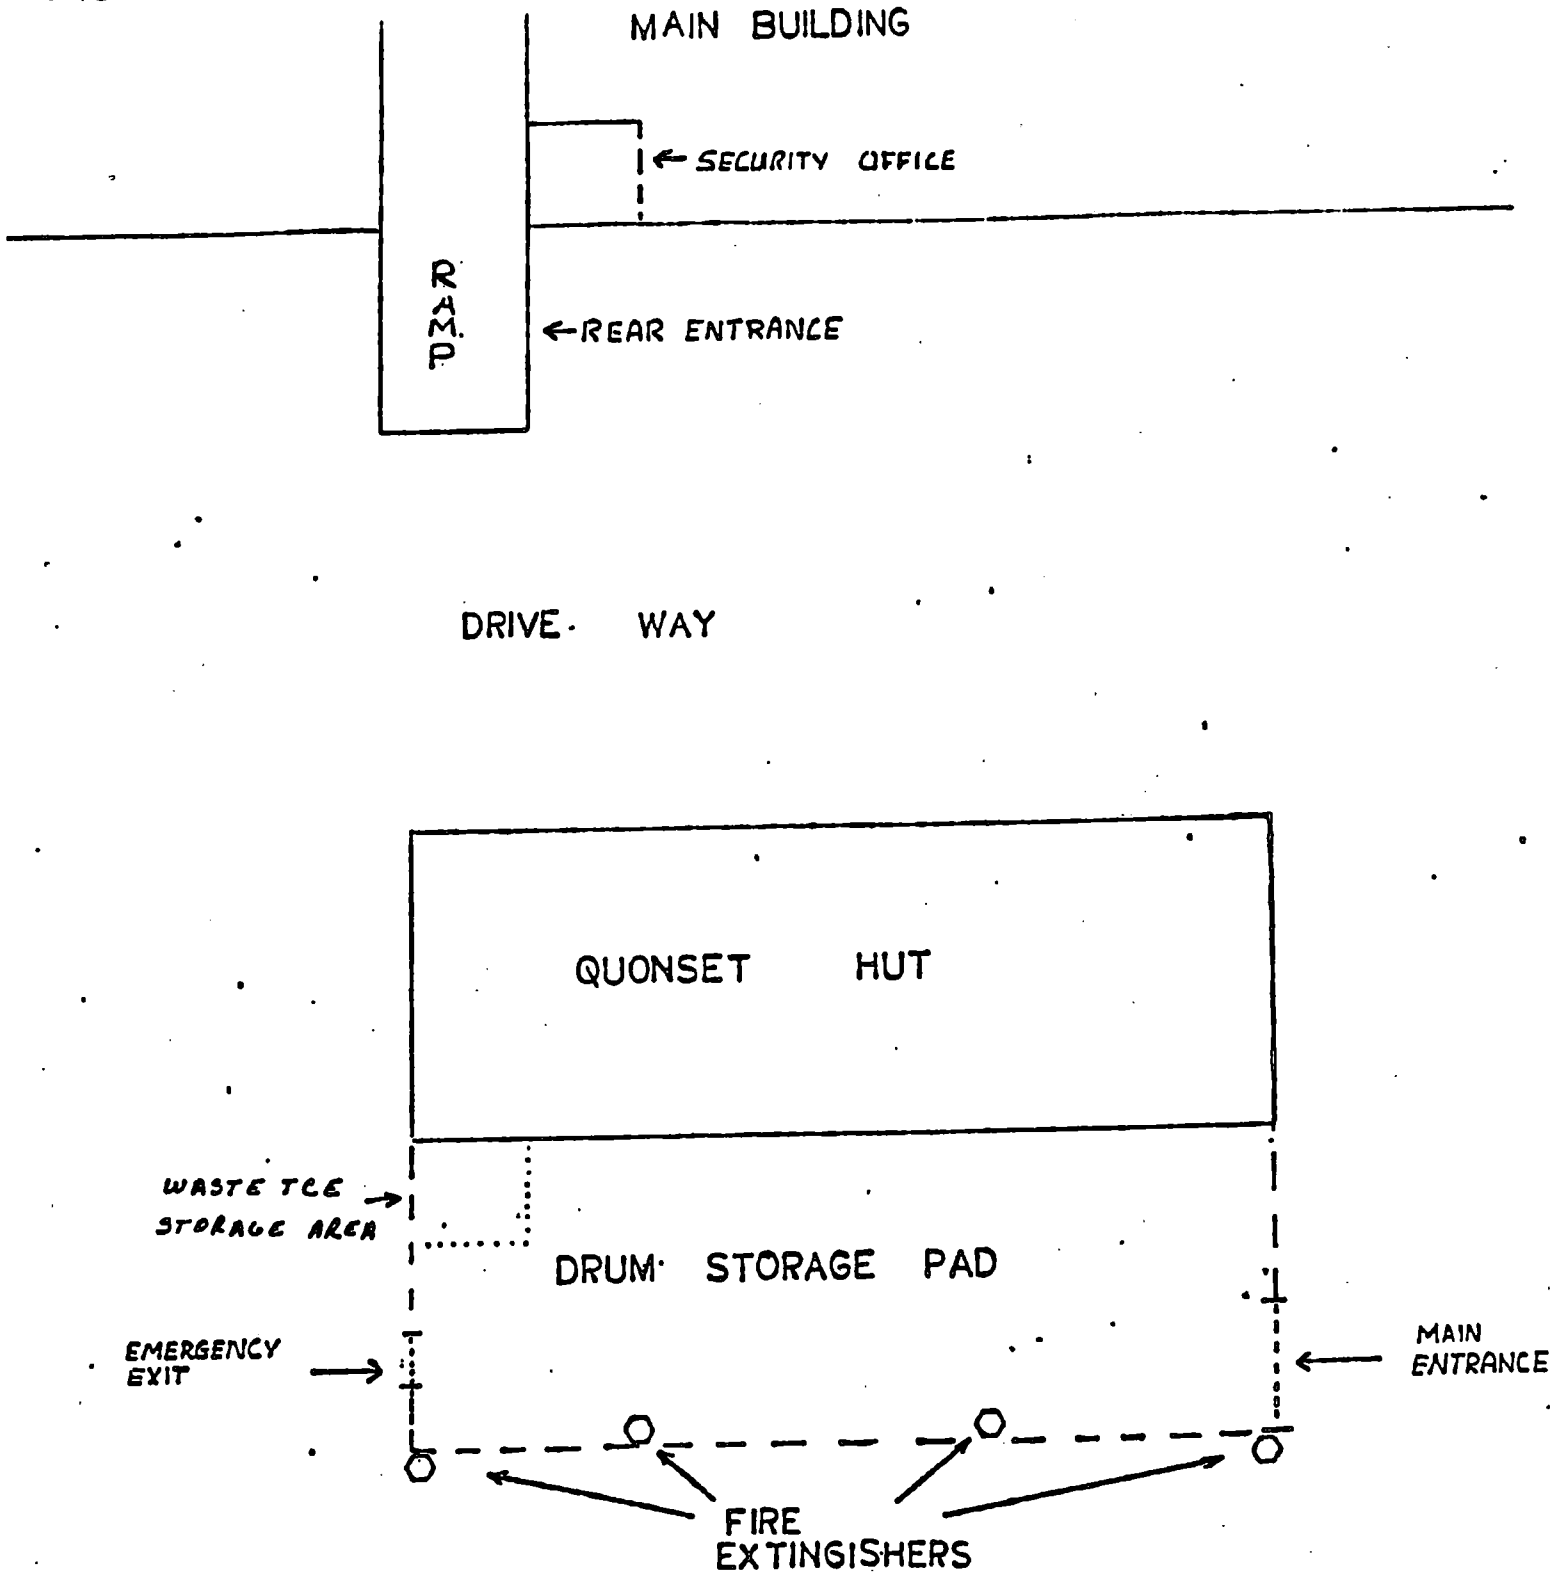 MAIN BUILDING
← SECURITY OFFICE
RAMP
← REAR ENTRANCE
DRIVE WAY
QUONSET HUT
WASTE TCE →
STORAGE AREA
DRUM STORAGE PAD
EMERGENCY
EXIT
MAIN
ENTRANCE
FIRE
EXTINGISHERS